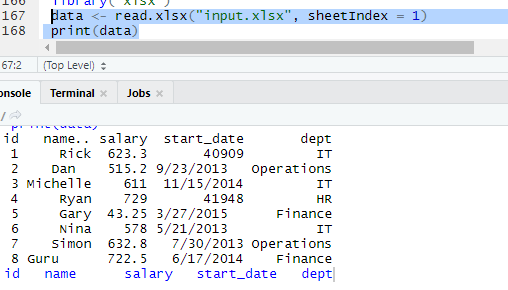 166 library("xlsx")
167 data <- read.xlsx("input.xlsx", sheetIndex = 1)
168 print(data)
67:2 (Top Level)
onsole Terminal Jobs
/
print(data)
id name.. salary start_date dept
1 Rick 623.3 40909 IT
2 Dan 515.2 9/23/2013 Operations
3 Michelle 611 11/15/2014 IT
4 Ryan 729 41948 HR
5 Gary 43.25 3/27/2015 Finance
6 Nina 578 5/21/2013 IT
7 Simon 632.8 7/30/2013 Operations
8 Guru 722.5 6/17/2014 Finance
id name salary start_date dept